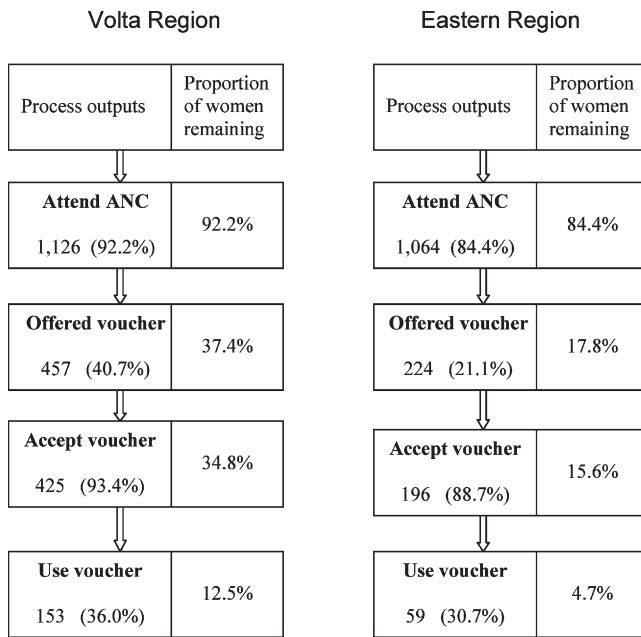 Volta Region
Process outputs
Proportion
of women
remaining
Attend ANC
1,126 (92.2%)
92.2%
Offered voucher
457 (40.7%)
37.4%
Accept voucher
425 (93.4%)
34.8%
Use voucher
153 (36.0%)
12.5%
Eastern Region
Process outputs
Proportion
of women
remaining
Attend ANC
1,064 (84.4%)
84.4%
Offered voucher
224 (21.1%)
17.8%
Accept voucher
196 (88.7%)
15.6%
Use voucher
59 (30.7%)
4.7%